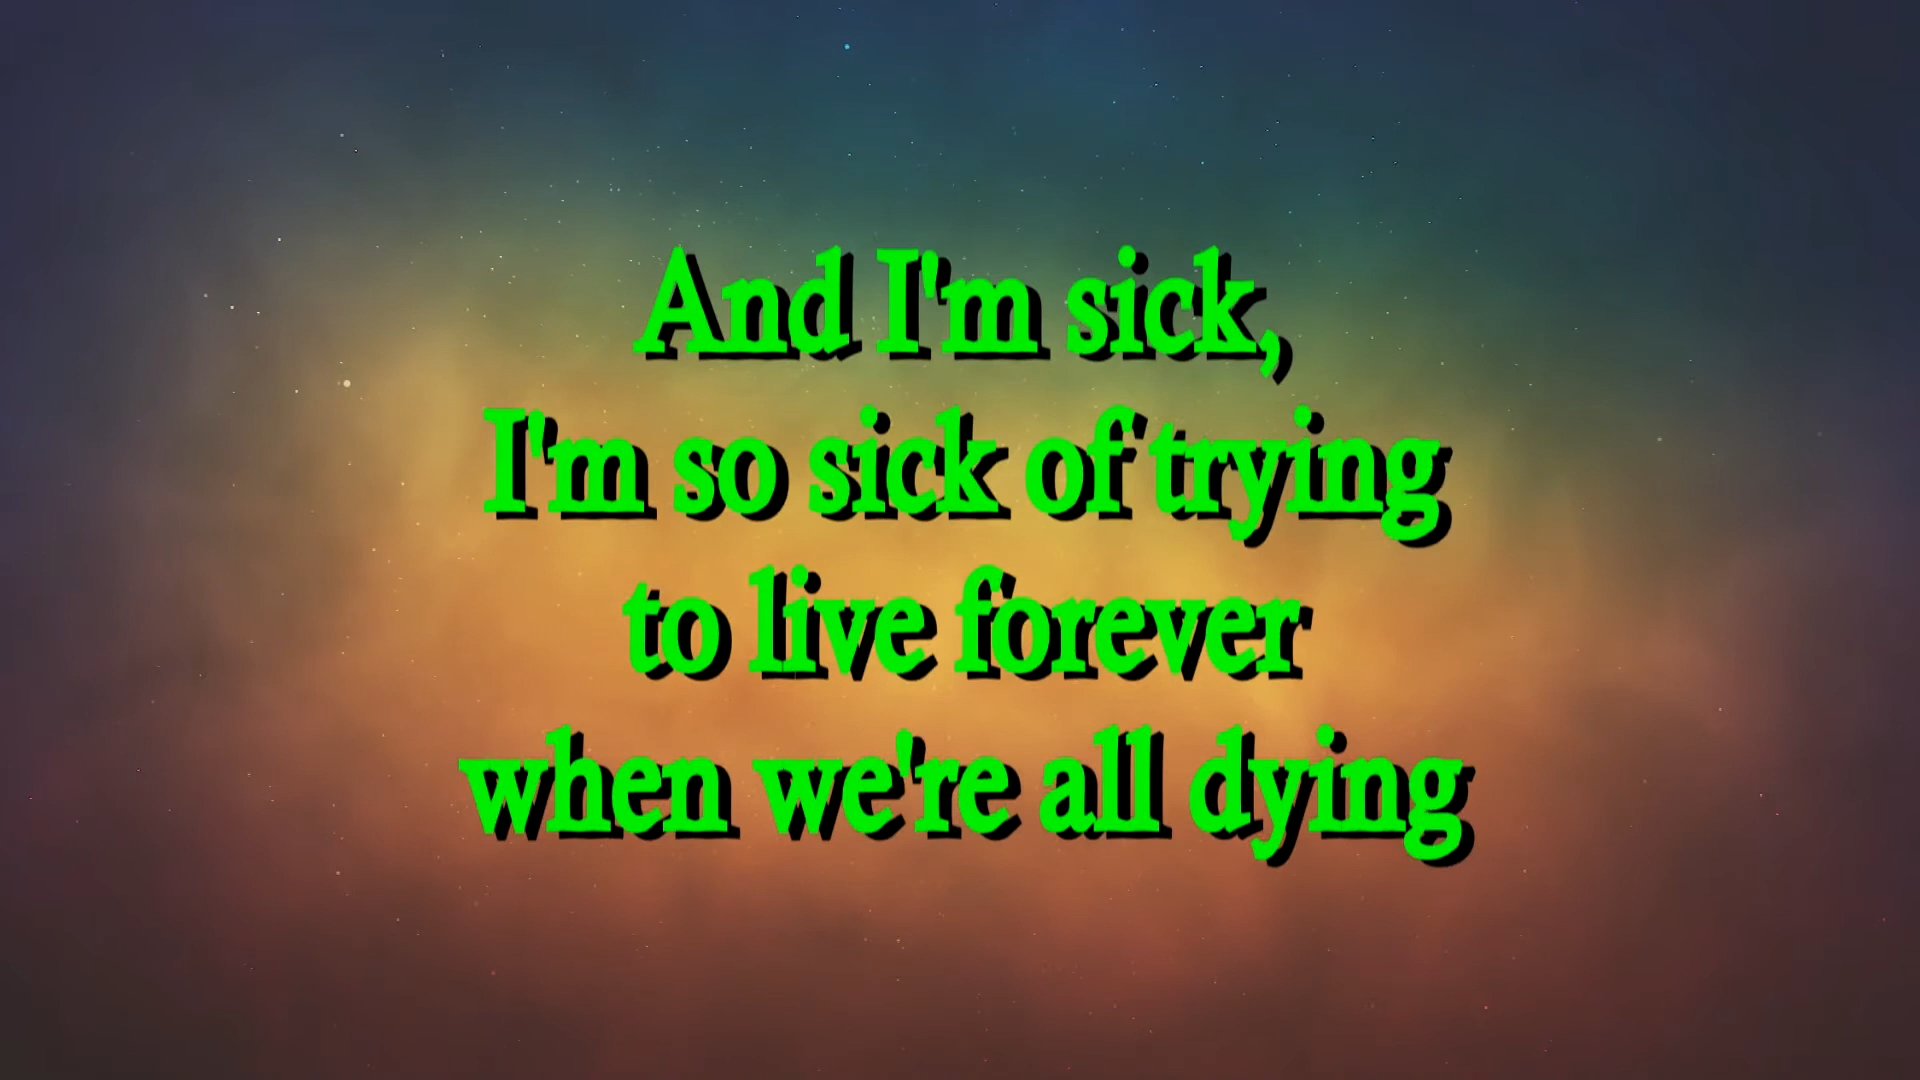 And I'm sick,
I'm so sick of trying
to live forever
when we're all dying